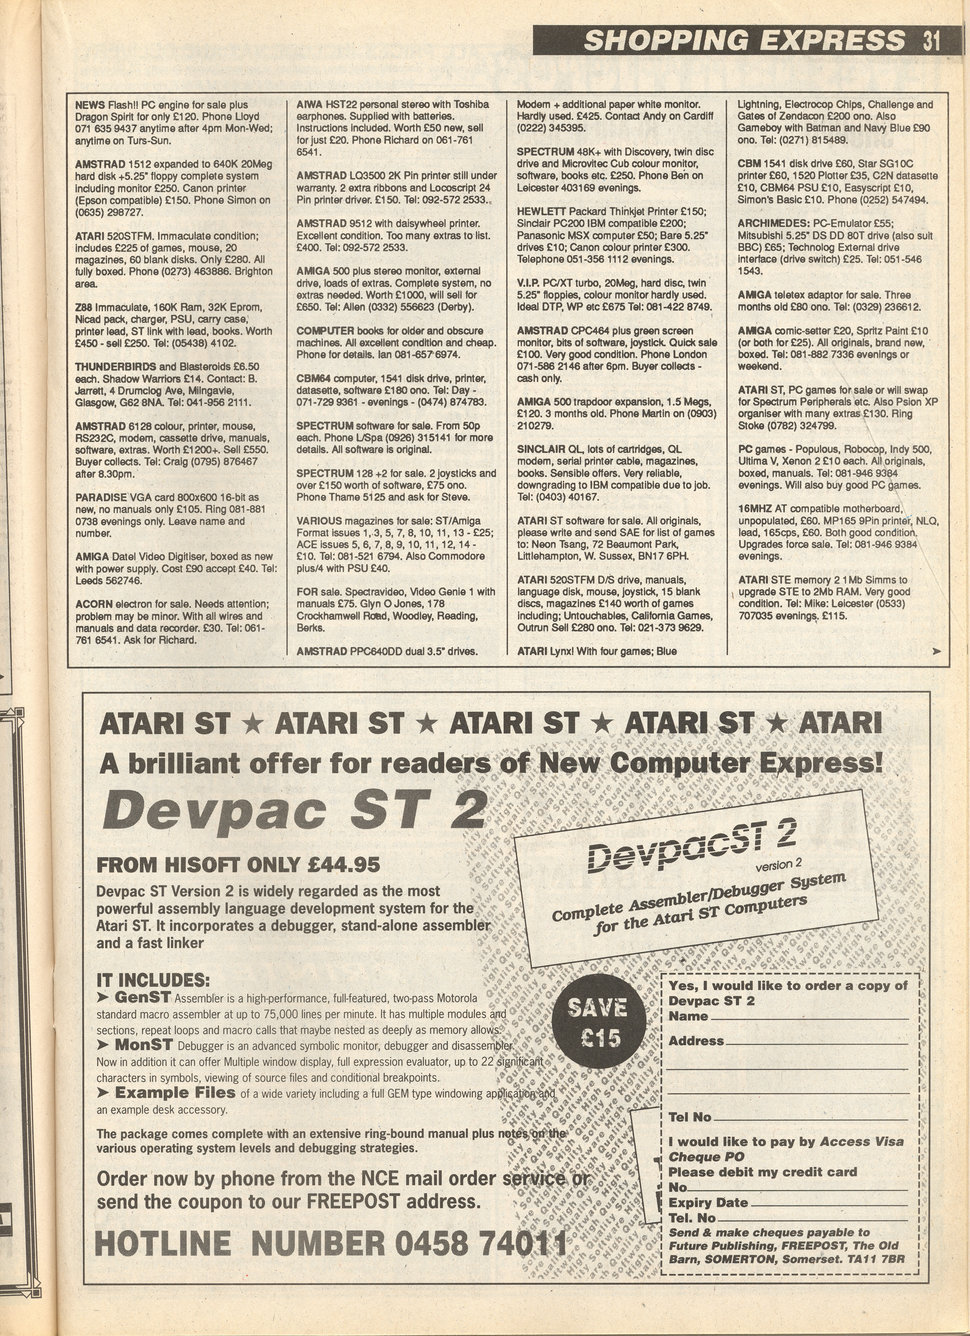 SHOPPING EXPRESS 31
NEWS Flash!! PC engine for sale plus
Dragon Spirit for only £120. Phone Lloyd
071 635 9437 anytime after 4pm Mon-Wed;
anytime on Turs-Sun.
AMSTRAD 1512 expanded to 640K 20Meg
hard disk +5.25" floppy complete system
including monitor £250. Canon printer
(Epson compatible) £150. Phone Simon on
(0635) 298727.
ATARI 520STFM. Immaculate condition;
includes £225 of games, mouse, 20
magazines, 60 blank disks. Only £280. All
fully boxed. Phone (0273) 463886. Brighton
area.
Z88 Immaculate, 160K Ram, 32K Eprom,
Nicad pack, charger, PSU, carry case,
printer lead, ST link with lead, books. Worth
£450 - sell £250. Tel: (05438) 4102.
THUNDERBIRDS and Blasteroids £6.50
each. Shadow Warriors £14. Contact: B.
Jarrett, 4 Drumclog Ave, Milngavie,
Glasgow, G62 8NA. Tel: 041-956 2111.
AMSTRAD 6128 colour, printer, mouse,
RS232C, modem, cassette drive, manuals,
software, extras. Worth £1200+. Sell £550.
Buyer collects. Tel: Craig (0795) 876467
after 8.30pm.
PARADISE VGA card 800x600 16-bit as
new, no manuals only £105. Ring 081-881
0738 evenings only. Leave name and
number.
AMIGA Datel Video Digitiser, boxed as new
with power supply. Cost £90 accept £40. Tel:
Leeds 562746.
ACORN electron for sale. Needs attention;
problem may be minor. With all wires and
manuals and data recorder. £30. Tel: 061-
761 6541. Ask for Richard.
AIWA HST22 personal stereo with Toshiba
earphones. Supplied with batteries.
Instructions included. Worth £50 new, sell
for just £20. Phone Richard on 061-761
6541.
AMSTRAD LQ3500 2K Pin printer still under
warranty. 2 extra ribbons and Locoscript 24
Pin printer driver. £150. Tel: 092-572 2533.
AMSTRAD 9512 with daisywheel printer.
Excellent condition. Too many extras to list.
£400. Tel: 092-572 2533.
AMIGA 500 plus stereo monitor, external
drive, loads of extras. Complete system, no
extras needed. Worth £1000, will sell for
£650. Tel: Allen (0332) 556623 (Derby).
COMPUTER books for older and obscure
machines. All excellent condition and cheap.
Phone for details. Ian 081-657 6974.
CBM64 computer, 1541 disk drive, printer,
datasette, software £180 ono. Tel: Day -
071-729 9361 - evenings - (0474) 874783.
SPECTRUM software for sale. From 50p
each. Phone L/Spa (0926) 315141 for more
details. All software is original.
SPECTRUM 128 +2 for sale. 2 joysticks and
over £150 worth of software, £75 ono.
Phone Thame 5125 and ask for Steve.
VARIOUS magazines for sale: ST/Amiga
Format issues 1, 3, 5, 7, 8, 10, 11, 13 - £25;
ACE issues 5, 6, 7, 8, 9, 10, 11, 12, 14 -
£10. Tel: 081-521 6794. Also Commodore
plus/4 with PSU £40.
FOR sale. Spectravideo, Video Genie 1 with
manuals £75. Glyn O Jones, 178
Crockhamwell Road, Woodley, Reading,
Berks.
AMSTRAD PPC640DD dual 3.5" drives.
Modem + additional paper white monitor.
Hardly used. £425. Contact Andy on Cardiff
(0222) 345395.
SPECTRUM 48K+ with Discovery, twin disc
drive and Microvitec Cub colour monitor,
software, books etc. £250. Phone Ben on
Leicester 403169 evenings.
HEWLETT Packard Thinkjet Printer £150;
Sinclair PC200 IBM compatible £200;
Panasonic MSX computer £50; Bare 5.25"
drives £10; Canon colour printer £300.
Telephone 051-356 1112 evenings.
V.I.P. PC/XT turbo, 20Meg, hard disc, twin
5.25" floppies, colour monitor hardly used.
Ideal DTP, WP etc £675 Tel: 081-422 8749.
AMSTRAD CPC464 plus green screen
monitor, bits of software, joystick. Quick sale
£100. Very good condition. Phone London
071-586 2146 after 6pm. Buyer collects -
cash only.
AMIGA 500 trapdoor expansion, 1.5 Megs,
£120. 3 months old. Phone Martin on (0903)
210279.
SINCLAIR QL, lots of cartridges, QL
modem, serial printer cable, magazines,
books. Sensible offers. Very reliable,
downgrading to IBM compatible due to job.
Tel: (0403) 40167.
ATARI ST software for sale. All originals,
please write and send SAE for list of games
to: Neon Tsang, 72 Beaumont Park,
Littlehampton, W. Sussex, BN17 6PH.
ATARI 520STFM D/S drive, manuals,
language disk, mouse, joystick, 15 blank
discs, magazines £140 worth of games
including; Untouchables, California Games,
Outrun Sell £280 ono. Tel: 021-373 9629.
ATARI Lynx! With four games; Blue
Lightning, Electrocop Chips, Challenge and
Gates of Zendacon £200 ono. Also
Gameboy with Batman and Navy Blue £90
ono. Tel: (0271) 815489.
CBM 1541 disk drive £60, Star SG10C
printer £60, 1520 Plotter £35, C2N datasette
£10, CBM64 PSU £10, Easyscript £10,
Simon's Basic £10. Phone (0252) 547494.
ARCHIMEDES: PC-Emulator £55;
Mitsubishi 5.25" DS DD 80T drive (also suit
BBC) £65; Technolog External drive
interface (drive switch) £25. Tel: 051-546
1543.
AMIGA teletex adaptor for sale. Three
months old £80 ono. Tel: (0329) 236612.
AMIGA comic-setter £20, Spritz Paint £10
(or both for £25). All originals, brand new,
boxed. Tel: 081-882 7336 evenings or
weekend.
ATARI ST, PC games for sale or will swap
for Spectrum Peripherals etc. Also Psion XP
organiser with many extras £130. Ring
Stoke (0782) 324799.
PC games - Populous, Robocop, Indy 500,
Ultima V, Xenon 2 £10 each. All originals,
boxed, manuals. Tel: 081-946 9384
evenings. Will also buy good PC games.
16MHZ AT compatible motherboard,
unpopulated, £60. MP165 9Pin printer, NLQ,
lead, 165cps, £60. Both good condition.
Upgrades force sale. Tel: 081-946 9384
evenings.
ATARI STE memory 2 1Mb Simms to
upgrade STE to 2Mb RAM. Very good
condition. Tel: Mike: Leicester (0533)
707035 evenings. £115.
➤
ATARI ST ★ ATARI ST ★ ATARI ST ★ ATARI ST ★ ATARI
A brilliant offer for readers of New Computer Express!
Devpac ST 2
FROM HISOFT ONLY £44.95
Devpac ST Version 2 is widely regarded as the most
powerful assembly language development system for the
Atari ST. It incorporates a debugger, stand-alone assembler
and a fast linker
IT INCLUDES:
➤ GenST Assembler is a high-performance, full-featured, two-pass Motorola
standard macro assembler at up to 75,000 lines per minute. It has multiple modules and
sections, repeat loops and macro calls that maybe nested as deeply as memory allows.
➤ MonST Debugger is an advanced symbolic monitor, debugger and disassembler.
Now in addition it can offer Multiple window display, full expression evaluator, up to 22 significant
characters in symbols, viewing of source files and conditional breakpoints.
➤ Example Files of a wide variety including a full GEM type windowing application and
an example desk accessory.
The package comes complete with an extensive ring-bound manual plus notes on the
various operating system levels and debugging strategies.
Order now by phone from the NCE mail order service or
send the coupon to our FREEPOST address.
HOTLINE NUMBER 0458 74011
DevpacST 2
version 2
Complete Assembler/Debugger System
for the Atari ST Computers
SAVE
£15
Yes, I would like to order a copy of
Devpac ST 2
Name
Address
Tel No
I would like to pay by Access Visa
Cheque PO
Please debit my credit card
No
Expiry Date
Tel. No
Send & make cheques payable to
Future Publishing, FREEPOST, The Old
Barn, SOMERTON, Somerset. TA11 7BR